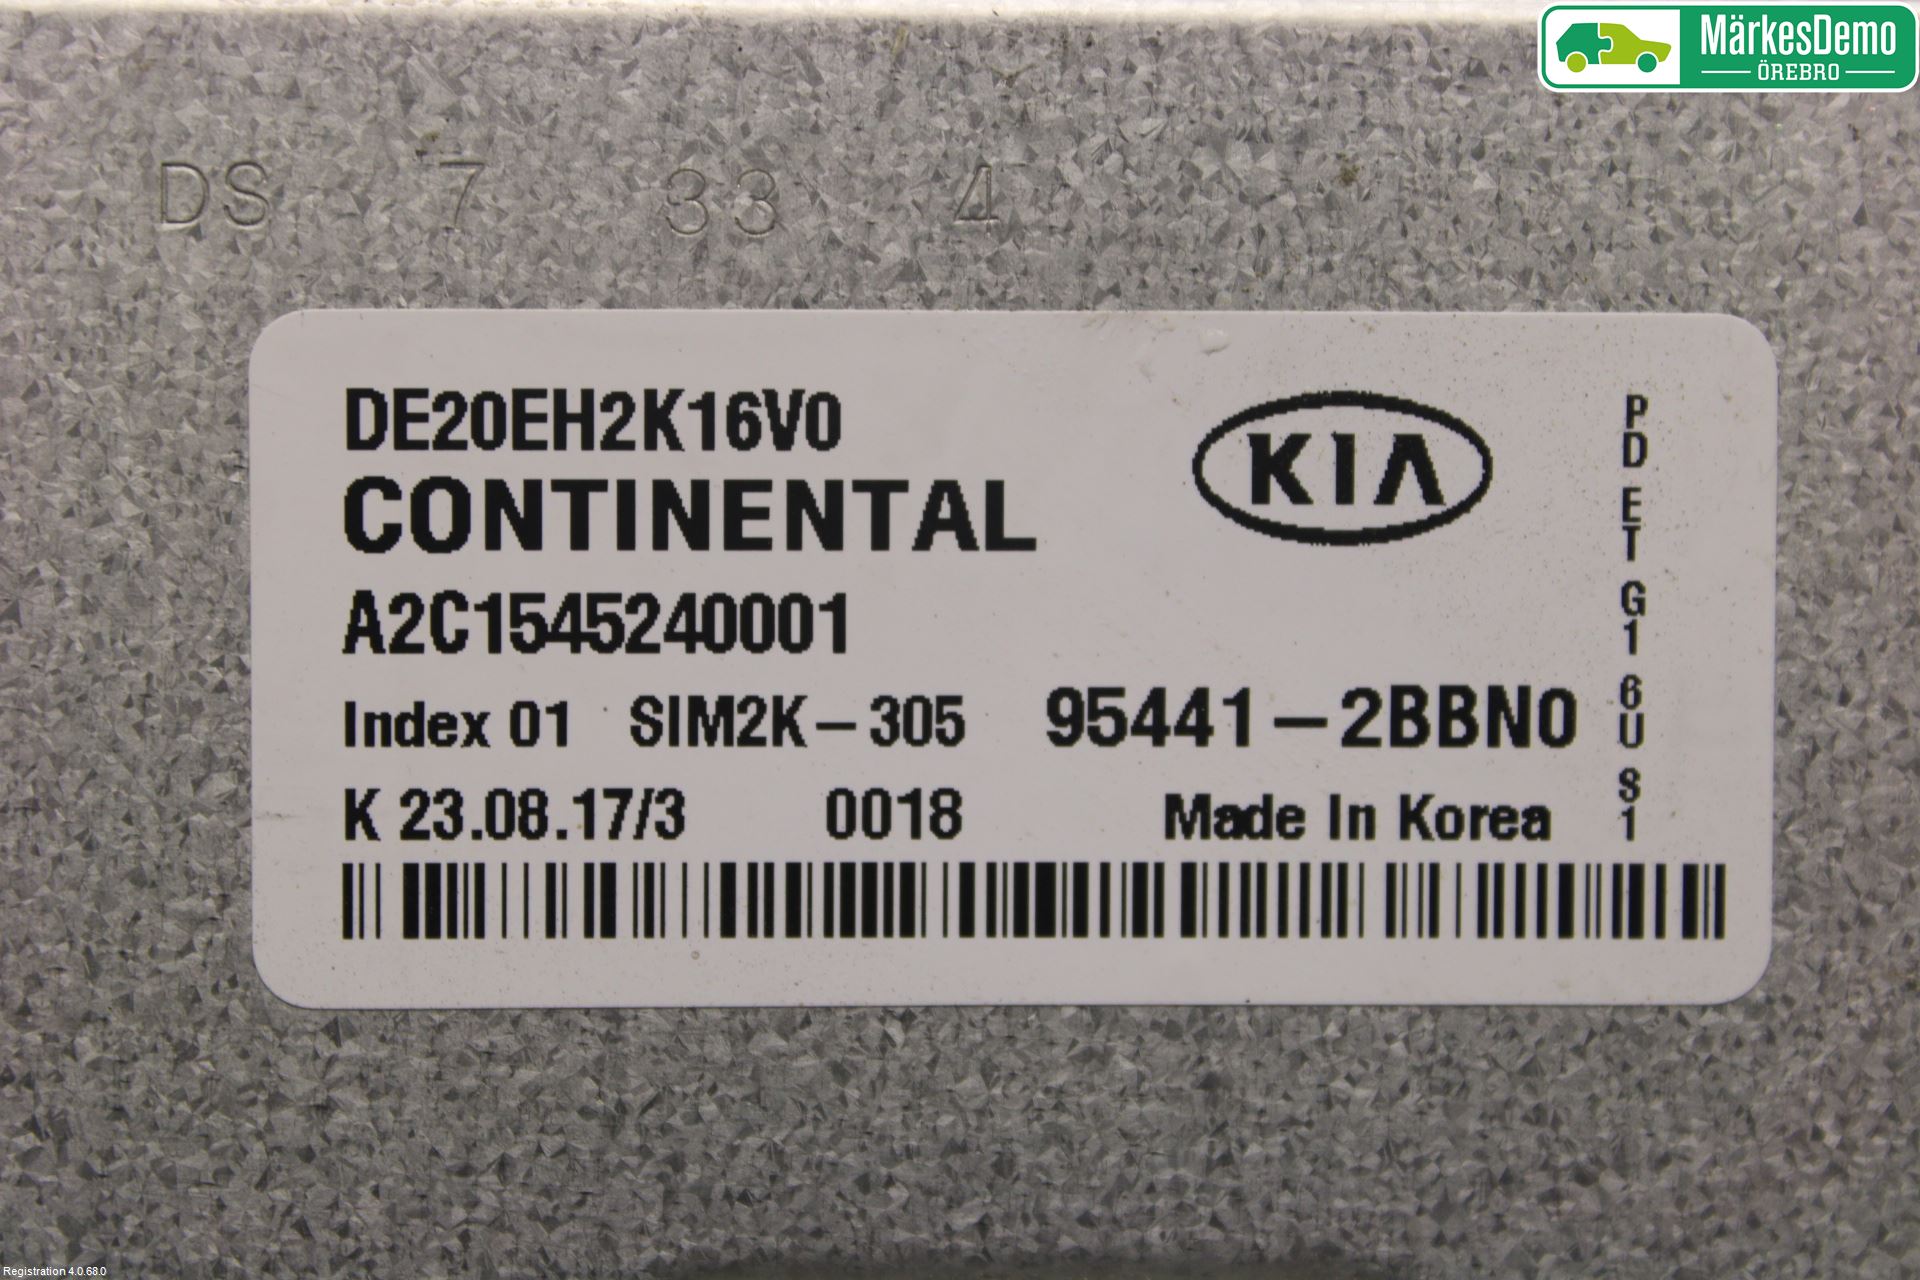 MärkesDemo
ÖREBRO
DS 7 33 4
DE20EH2K16V0
CONTINENTAL
KIA
A2C1545240001
Index 01 SIM2K-305 95441-2BBN0
K 23.08.17/3 0018 Made In Korea
PD ET G1 6U S1
Registration 4.0.68.0